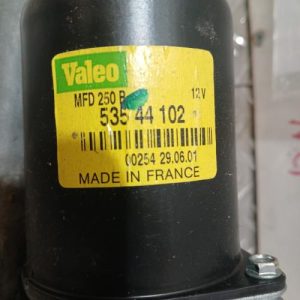 Valeo
MFD 250 B 12V
535 44 102
00254 29.06.01
MADE IN FRANCE